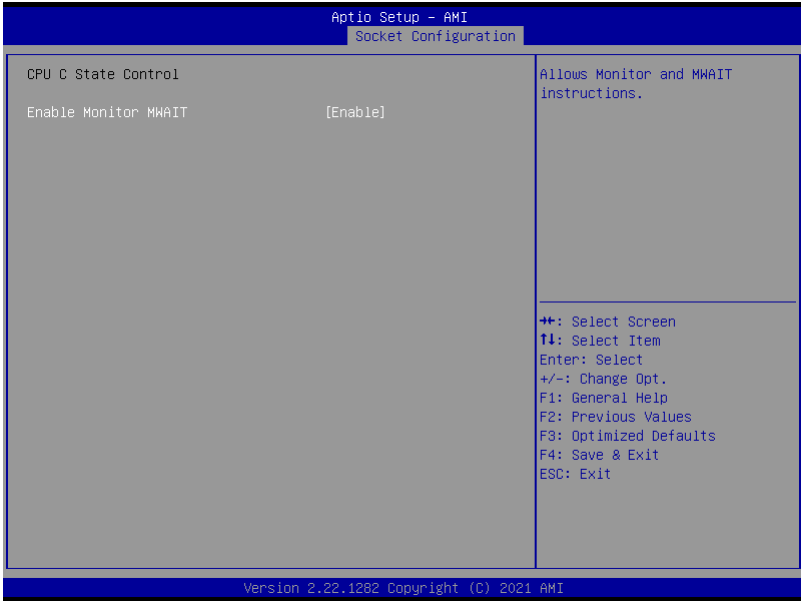 Aptio Setup – AMI
Socket Configuration
CPU C State Control
Enable Monitor MWAIT [Enable]
Allows Monitor and MWAIT
instructions.
→←: Select Screen
↑↓: Select Item
Enter: Select
+/-: Change Opt.
F1: General Help
F2: Previous Values
F3: Optimized Defaults
F4: Save & Exit
ESC: Exit
Version 2.22.1282 Copyright (C) 2021 AMI